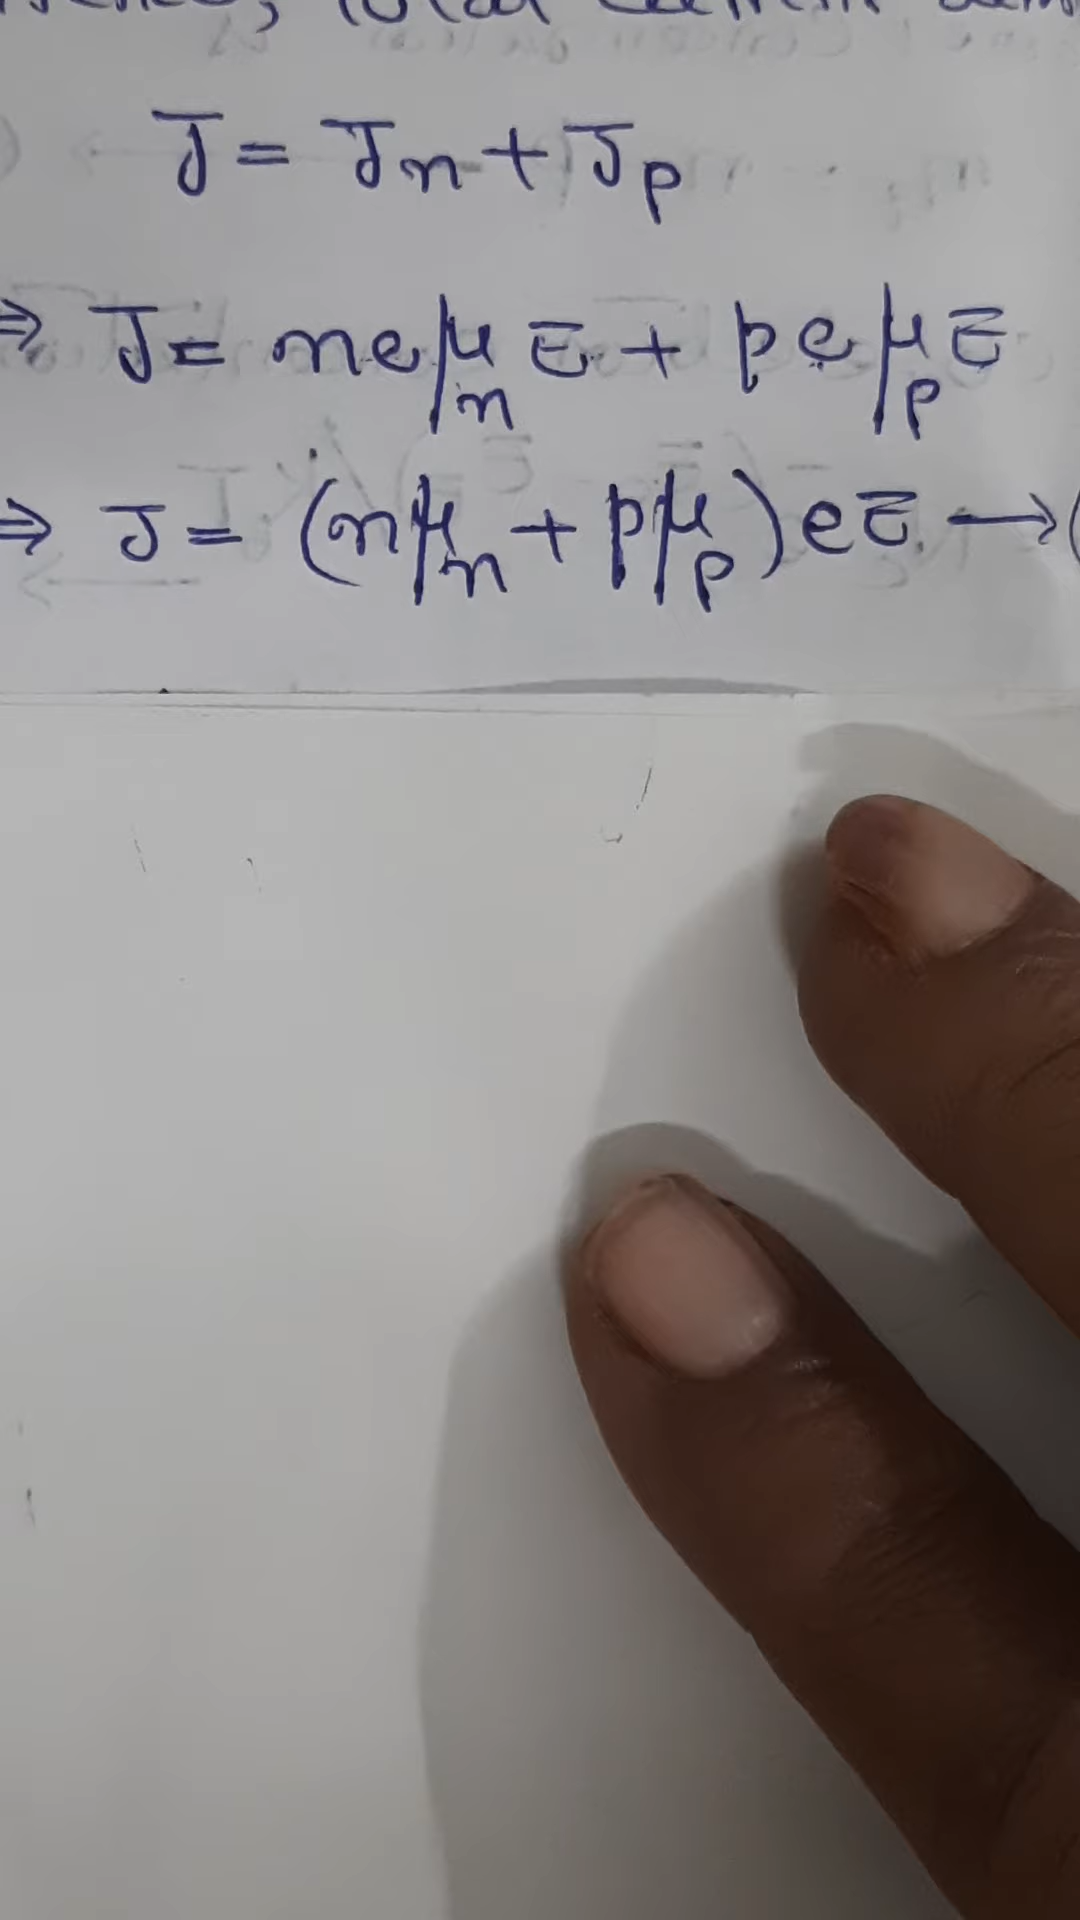 J = Jn + Jp
⇒ J = neμn E + peμp E
⇒ J = (nμn + pμp)eE →(